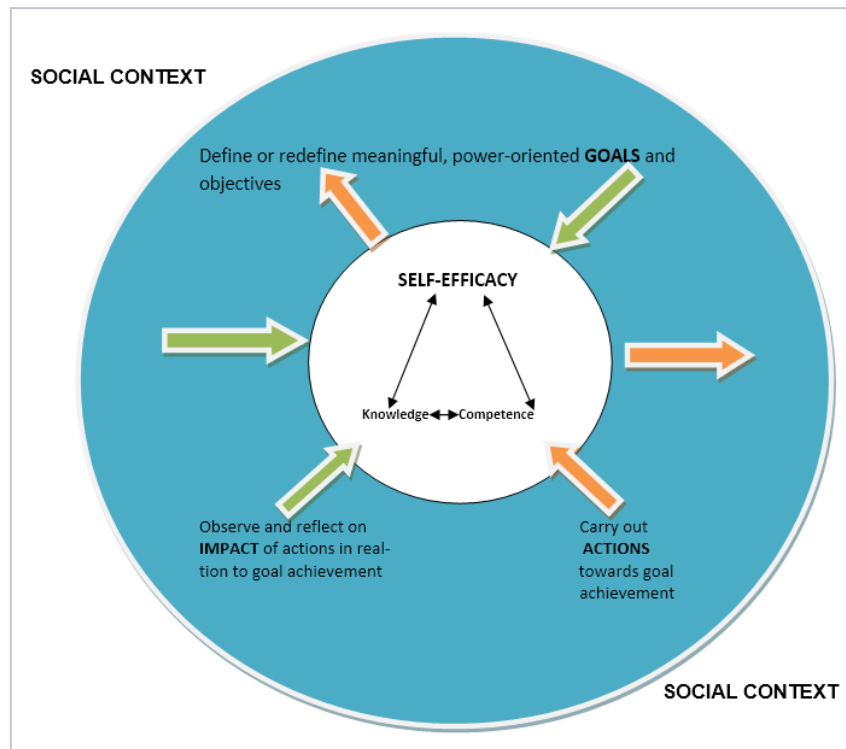 SOCIAL CONTEXT
Define or redefine meaningful, power-oriented GOALS and
objectives
SELF-EFFICACY
Knowledge Competence
Observe and reflect on
IMPACT of actions in real-
tion to goal achievement
Carry out
ACTIONS
towards goal
achievement
SOCIAL CONTEXT